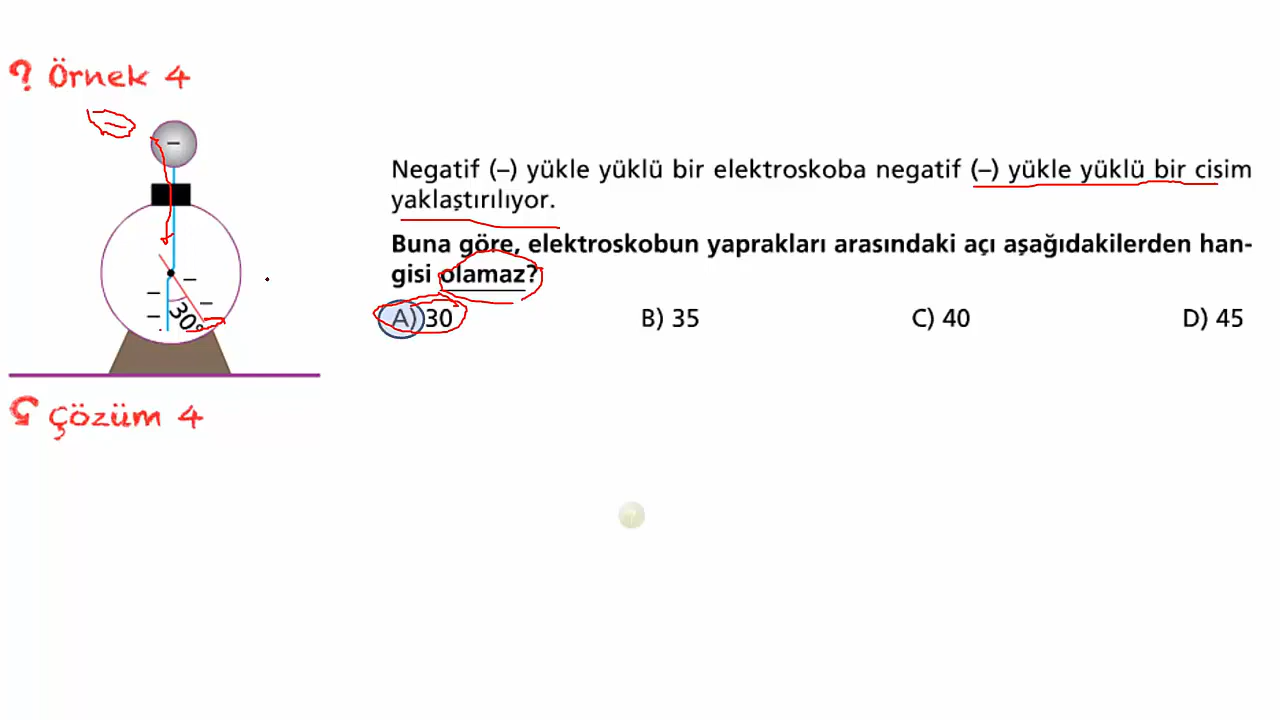 ? Örnek 4
–
Negatif (–) yükle yüklü bir elektroskoba negatif (–) yükle yüklü bir cisim
yaklaştırılıyor.
Buna göre, elektroskobun yaprakları arasındaki açı aşağıdakilerden han-
gisi olamaz?
– –
– –
30°
A) 30 B) 35 C) 40 D) 45
Çözüm 4